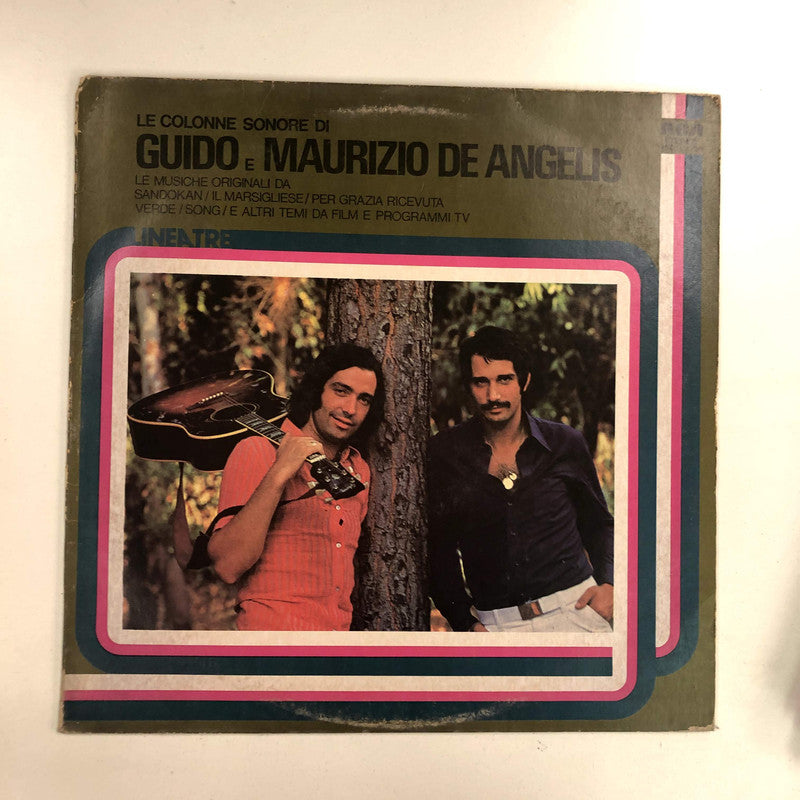 LE COLONNE SONORE DI
RCA
GUIDO E MAURIZIO DE ANGELIS
LE MUSICHE ORIGINALI DA
SANDOKAN / IL MARSIGLIESE / PER GRAZIA RICEVUTA
VERDE / SONG / E ALTRI TEMI DA FILM E PROGRAMMI TV
LINEATRE